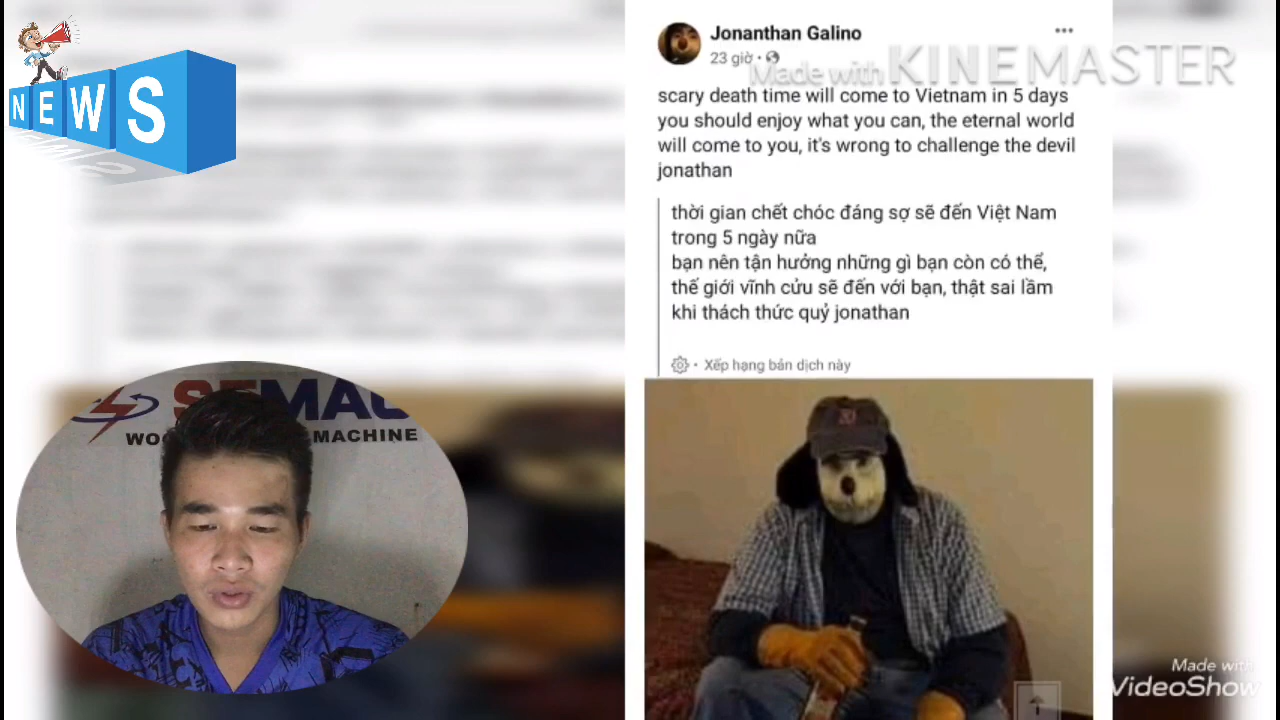 NEWS
Jonanthan Galino
23 giờ
Made with KINEMASTER
scary death time will come to Vietnam in 5 days
you should enjoy what you can, the eternal world
will come to you, it's wrong to challenge the devil
jonathan
thời gian chết chóc đáng sợ sẽ đến Việt Nam
trong 5 ngày nữa
bạn nên tận hưởng những gì bạn còn có thể,
thế giới vĩnh cửu sẽ đến với bạn, thật sai lầm
khi thách thức quỷ jonathan
Xếp hạng bản dịch này
MACHINE
Made with
VideoShow